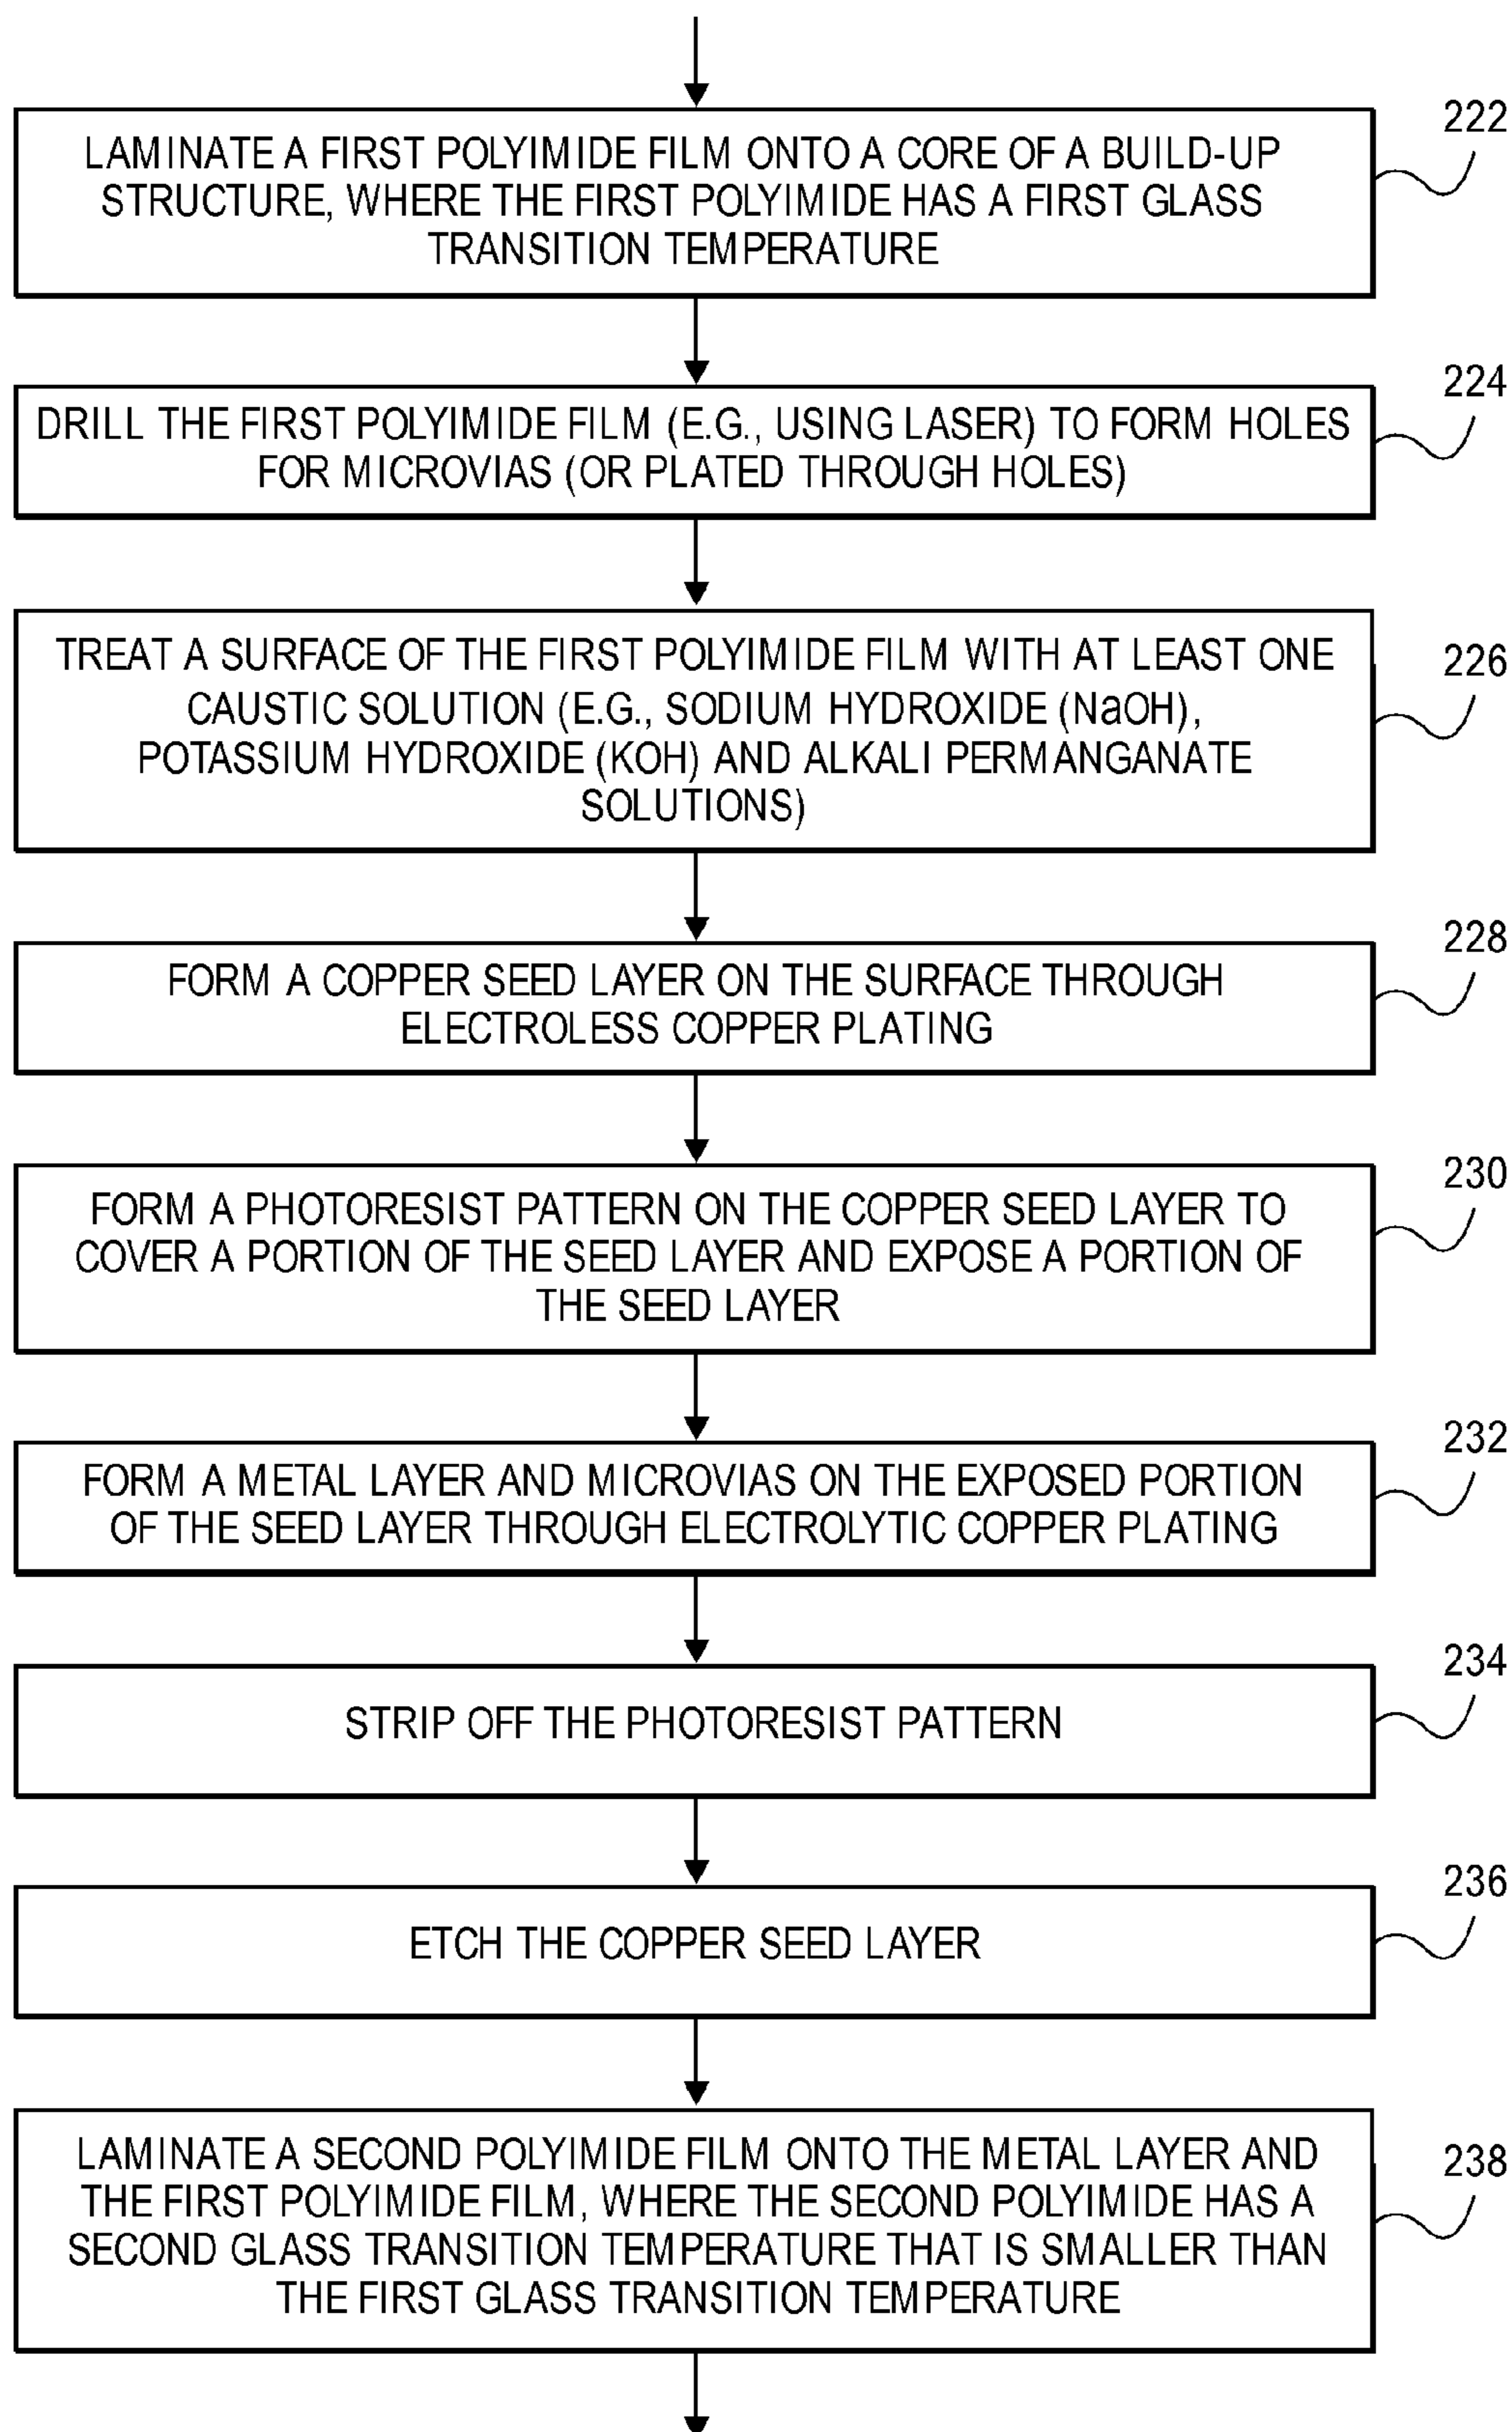 222
LAMINATE A FIRST POLYIMIDE FILM ONTO A CORE OF A BUILD-UP
STRUCTURE, WHERE THE FIRST POLYIMIDE HAS A FIRST GLASS
TRANSITION TEMPERATURE
224
DRILL THE FIRST POLYIMIDE FILM (E.G., USING LASER) TO FORM HOLES
FOR MICROVIAS (OR PLATED THROUGH HOLES)
226
TREAT A SURFACE OF THE FIRST POLYIMIDE FILM WITH AT LEAST ONE
CAUSTIC SOLUTION (E.G., SODIUM HYDROXIDE (NaOH),
POTASSIUM HYDROXIDE (KOH) AND ALKALI PERMANGANATE
SOLUTIONS)
228
FORM A COPPER SEED LAYER ON THE SURFACE THROUGH
ELECTROLESS COPPER PLATING
230
FORM A PHOTORESIST PATTERN ON THE COPPER SEED LAYER TO
COVER A PORTION OF THE SEED LAYER AND EXPOSE A PORTION OF
THE SEED LAYER
232
FORM A METAL LAYER AND MICROVIAS ON THE EXPOSED PORTION
OF THE SEED LAYER THROUGH ELECTROLYTIC COPPER PLATING
234
STRIP OFF THE PHOTORESIST PATTERN
236
ETCH THE COPPER SEED LAYER
238
LAMINATE A SECOND POLYIMIDE FILM ONTO THE METAL LAYER AND
THE FIRST POLYIMIDE FILM, WHERE THE SECOND POLYIMIDE HAS A
SECOND GLASS TRANSITION TEMPERATURE THAT IS SMALLER THAN
THE FIRST GLASS TRANSITION TEMPERATURE